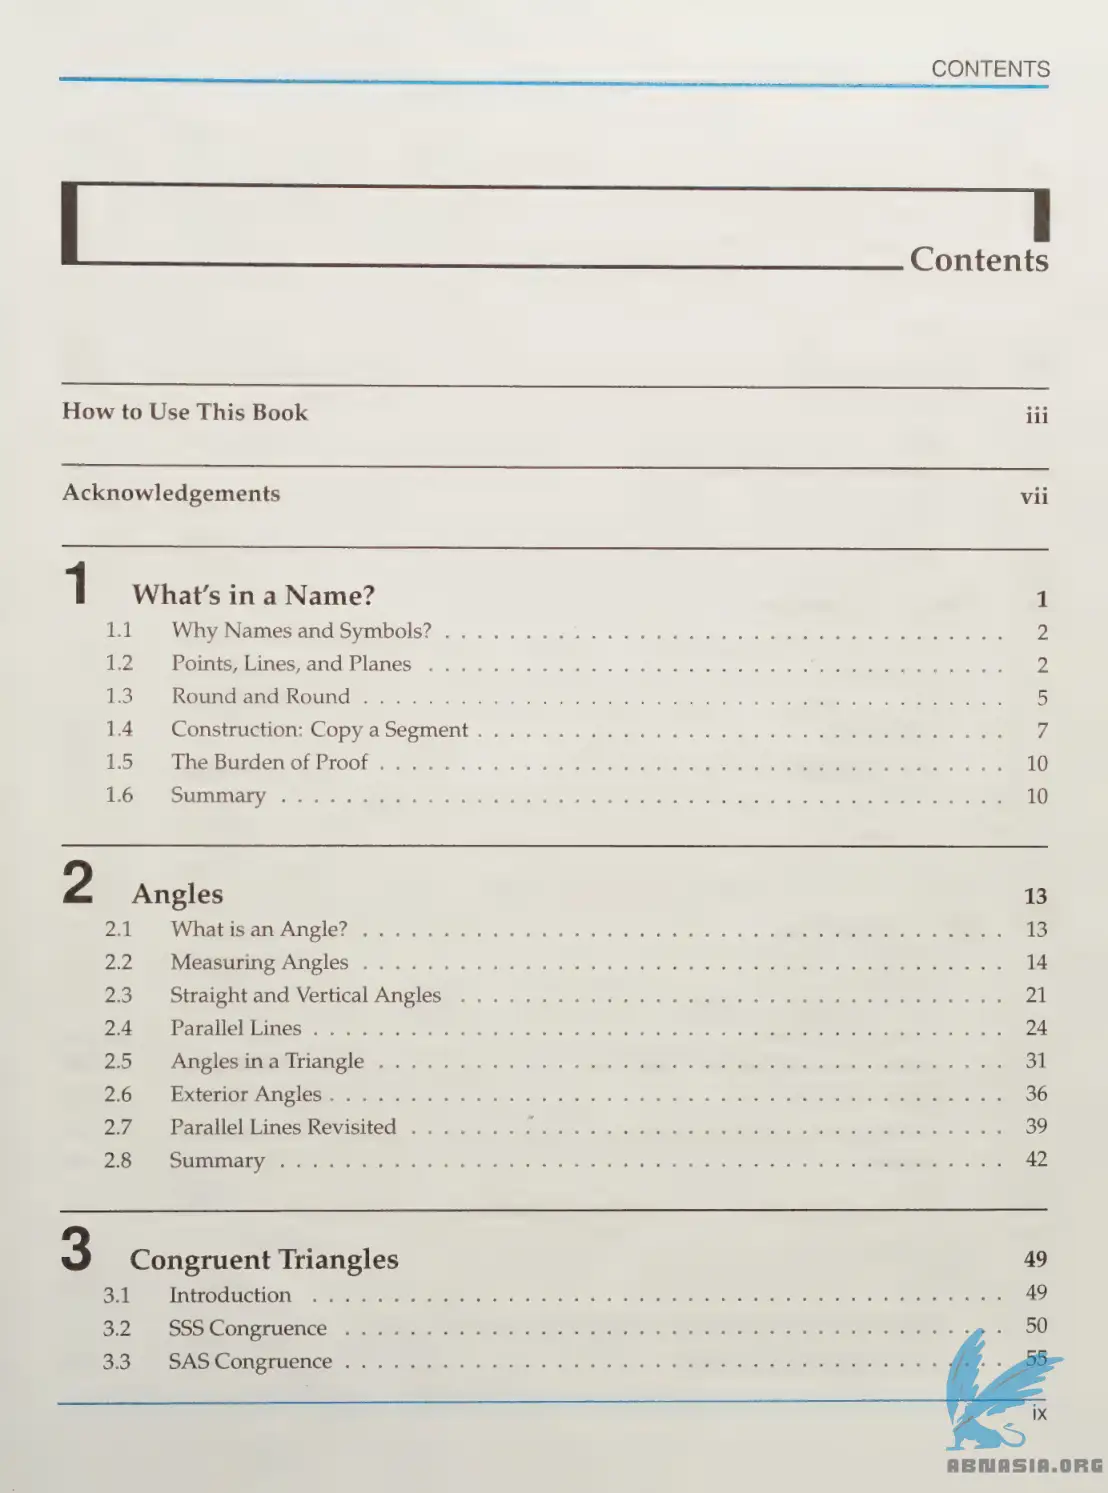 CONTENTS
Contents
How to Use This Book iii
Acknowledgements vii
1 What's in a Name? 1
1.1 Why Names and Symbols? . . . . . . . . . . . . . . . . . . . . . . . . . . . . . . . . . . 2
1.2 Points, Lines, and Planes . . . . . . . . . . . . . . . . . . . . . . . . . . . . . . . . . . . 2
1.3 Round and Round . . . . . . . . . . . . . . . . . . . . . . . . . . . . . . . . . . . . . . . 5
1.4 Construction: Copy a Segment . . . . . . . . . . . . . . . . . . . . . . . . . . . . . . . . 7
1.5 The Burden of Proof . . . . . . . . . . . . . . . . . . . . . . . . . . . . . . . . . . . . . . 10
1.6 Summary . . . . . . . . . . . . . . . . . . . . . . . . . . . . . . . . . . . . . . . . . . . . 10
2 Angles 13
2.1 What is an Angle? . . . . . . . . . . . . . . . . . . . . . . . . . . . . . . . . . . . . . . . 13
2.2 Measuring Angles . . . . . . . . . . . . . . . . . . . . . . . . . . . . . . . . . . . . . . . 14
2.3 Straight and Vertical Angles . . . . . . . . . . . . . . . . . . . . . . . . . . . . . . . . . 21
2.4 Parallel Lines . . . . . . . . . . . . . . . . . . . . . . . . . . . . . . . . . . . . . . . . . . 24
2.5 Angles in a Triangle . . . . . . . . . . . . . . . . . . . . . . . . . . . . . . . . . . . . . . 31
2.6 Exterior Angles . . . . . . . . . . . . . . . . . . . . . . . . . . . . . . . . . . . . . . . . . 36
2.7 Parallel Lines Revisited . . . . . . . . . . . . . . . . . . . . . . . . . . . . . . . . . . . . 39
2.8 Summary . . . . . . . . . . . . . . . . . . . . . . . . . . . . . . . . . . . . . . . . . . . . 42
3 Congruent Triangles 49
3.1 Introduction . . . . . . . . . . . . . . . . . . . . . . . . . . . . . . . . . . . . . . . . . . 49
3.2 SSS Congruence . . . . . . . . . . . . . . . . . . . . . . . . . . . . . . . . . . . . . . . . 50
3.3 SAS Congruence . . . . . . . . . . . . . . . . . . . . . . . . . . . . . . . . . . . . . . . . 55
ix
ABNASIA.ORG